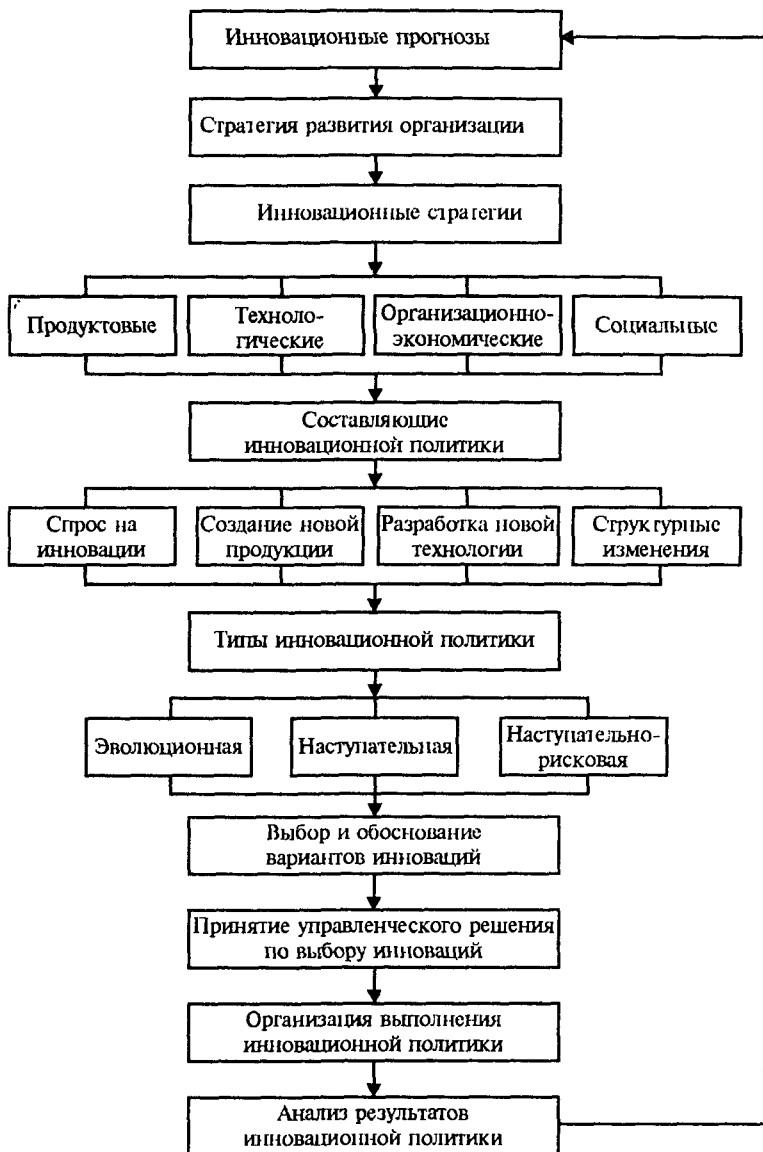 Инновационные прогнозы
Стратегия развития организации
Инновационные стратегии
Продуктовые
Техноло-
гические
Организационно-
экономические
Социальные
Составляющие
инновационной политики
Спрос на
инновации
Создание новой
продукции
Разработка новой
технологии
Структурные
изменения
Типы инновационной политики
Эволюционная
Наступательная
Наступательно-
рисковая
Выбор и обоснование
вариантов инноваций
Принятие управленческого решения
по выбору инноваций
Организация выполнения
инновационной политики
Анализ результатов
инновационной политики